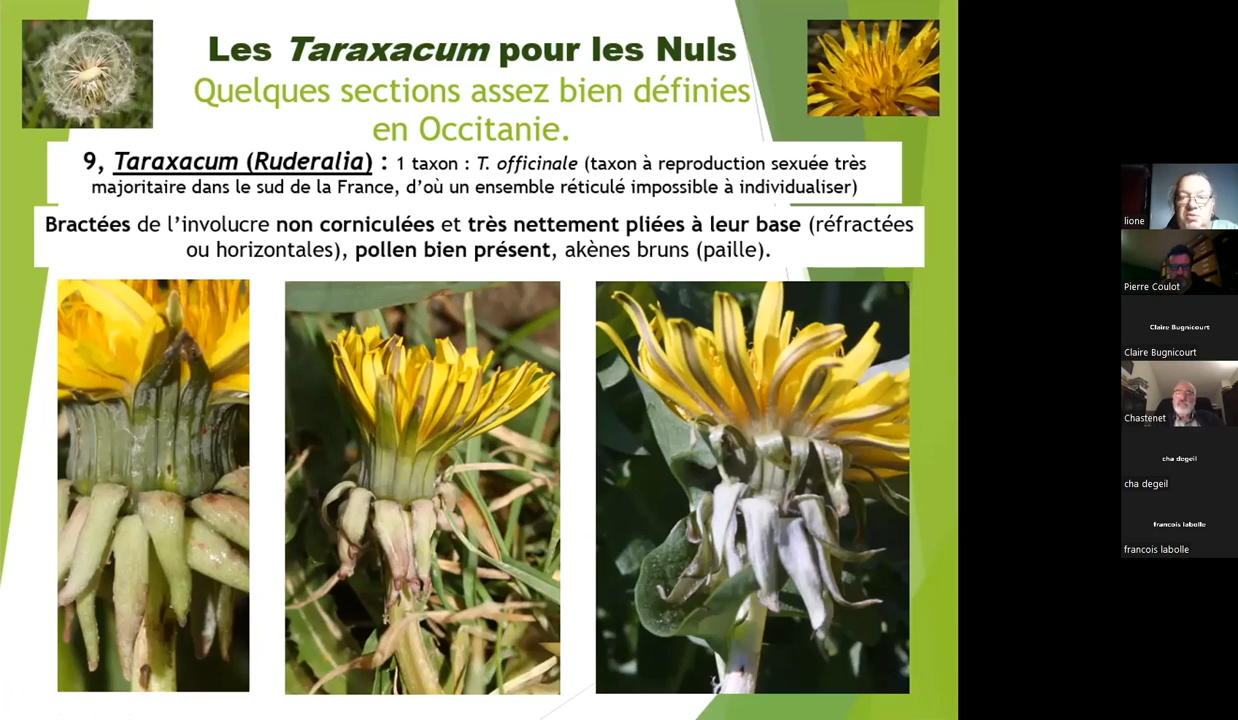 Les Taraxacum pour les Nuls
Quelques sections assez bien définies
en Occitanie.
9, Taraxacum (Ruderalia) : 1 taxon : T. officinale (taxon à reproduction sexuée très
majoritaire dans le sud de la France, d’où un ensemble réticulé impossible à individualiser)
Bractées de l’involucre non corniculées et très nettement pliées à leur base (réfractées
ou horizontales), pollen bien présent, akènes bruns (paille).
lione
Pierre Coulot
Claire Bugnicourt
Claire Bugnicourt
Chastenet
cha degeil
cha degeil
francois labolle
francois labolle